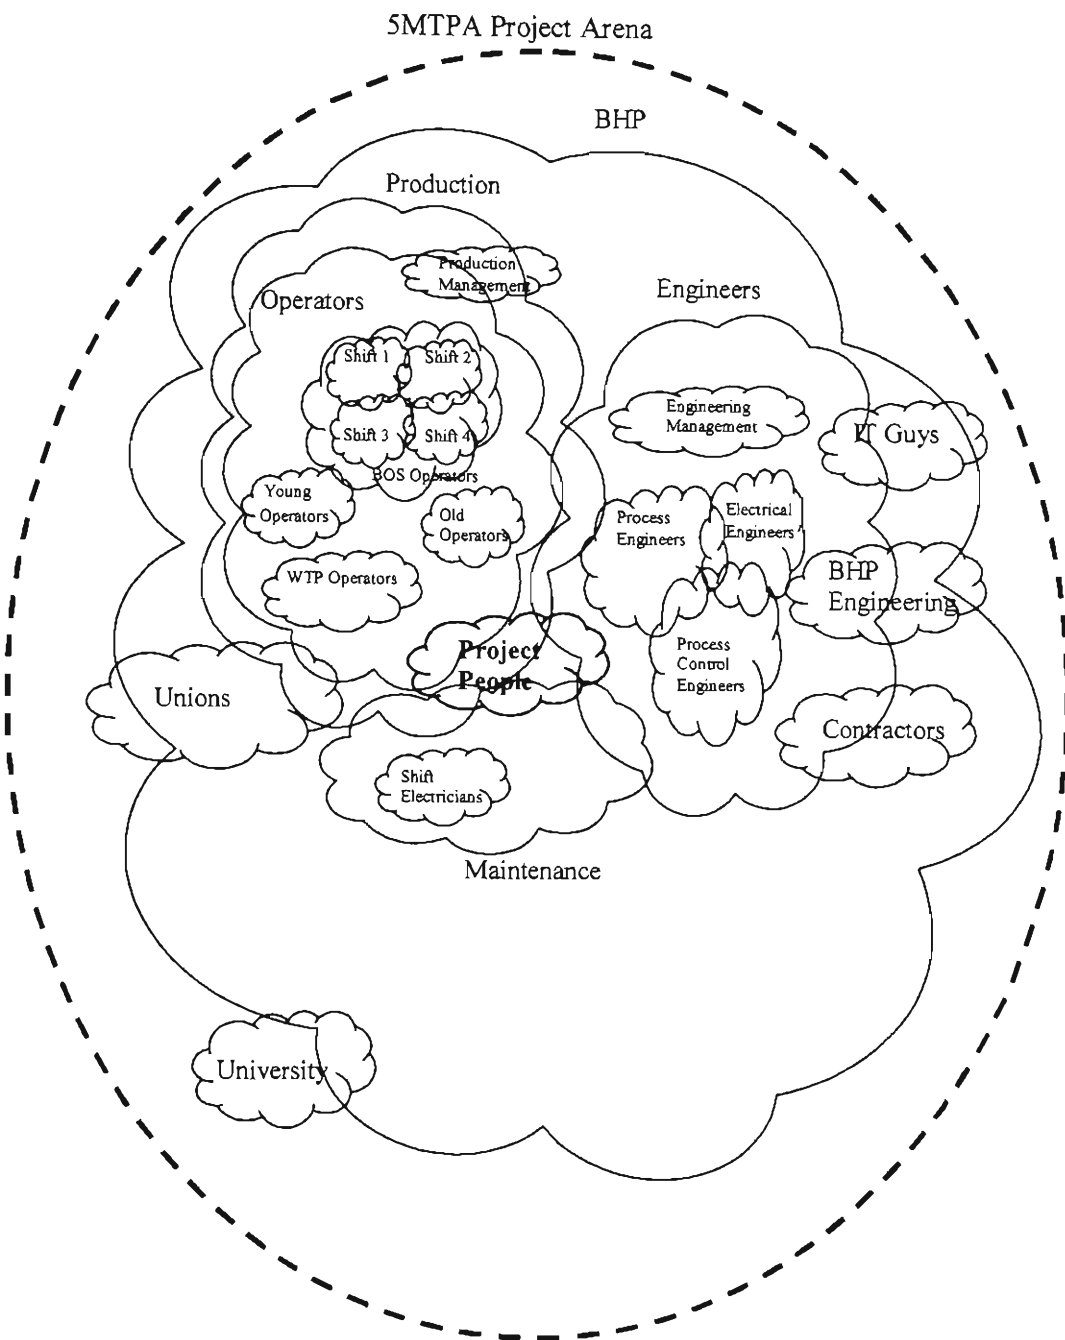 5MTPA Project Arena
BHP
Production
Production
Management
Operators
Engineers
Shift 1
Shift 2
Shift 3
Shift 4
BOS Operators
Engineering
Management
IT Guys
Young
Operators
Old
Operators
Process
Engineers
Electrical
Engineers
WTP Operators
BHP
Engineering
Project
People
Process
Control
Engineers
Unions
Contractors
Shift
Electricians
Maintenance
University